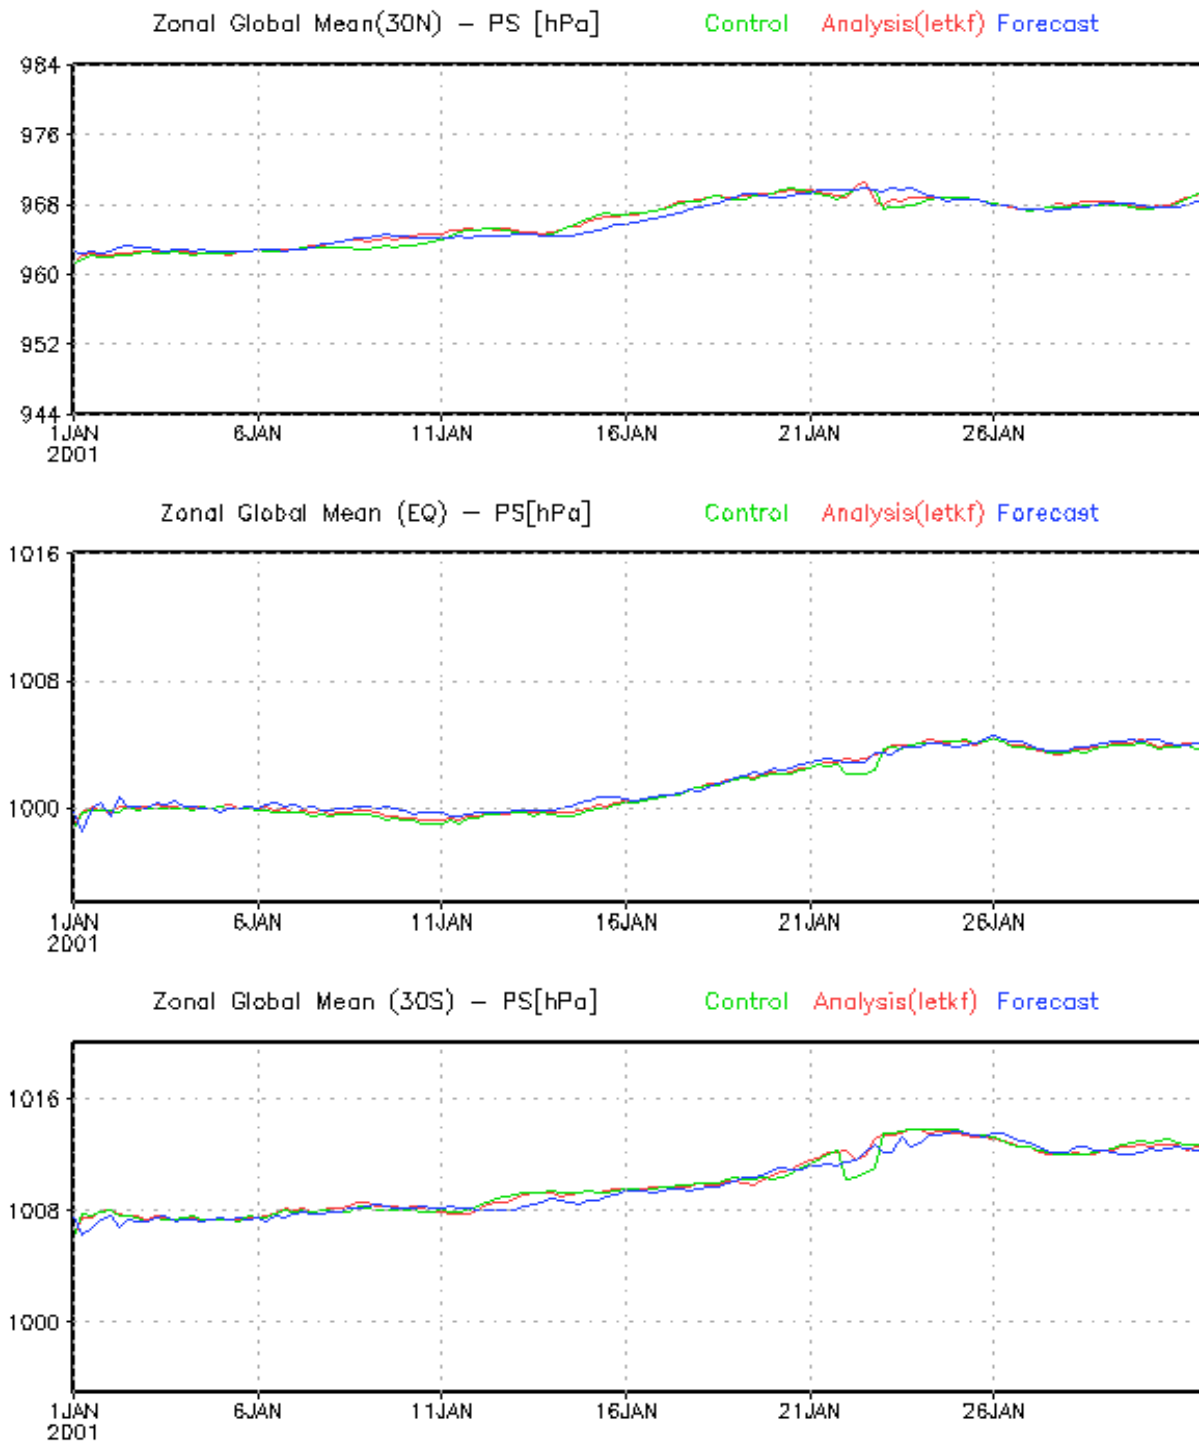 Zonal Global Mean(30N) – PS [hPa] Control Analysis(letkf) Forecast
984
976
968
960
952
944
1JAN 6JAN 11JAN 16JAN 21JAN 26JAN
2001
Zonal Global Mean (EQ) – PS[hPa] Control Analysis(letkf) Forecast
1016
1008
1000
1JAN 6JAN 11JAN 16JAN 21JAN 26JAN
2001
Zonal Global Mean (30S) – PS[hPa] Control Analysis(letkf) Forecast
1016
1008
1000
1JAN 6JAN 11JAN 16JAN 21JAN 26JAN
2001